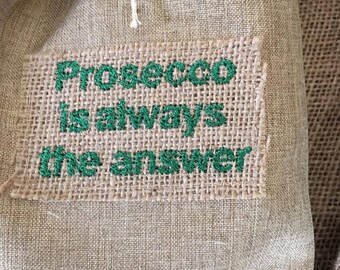 Prosecco
is always
the answer